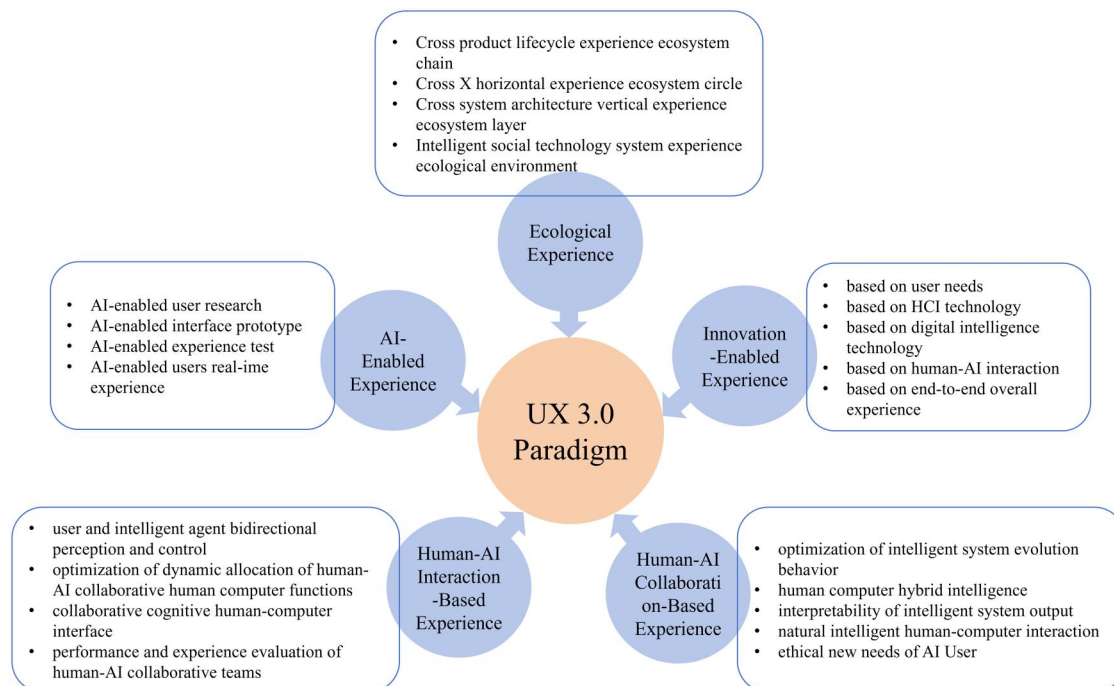 • Cross product lifecycle experience ecosystem
chain
• Cross X horizontal experience ecosystem circle
• Cross system architecture vertical experience
ecosystem layer
• Intelligent social technology system experience
ecological environment
Ecological
Experience
• AI-enabled user research
• AI-enabled interface prototype
• AI-enabled experience test
• AI-enabled users real-ime
experience
AI-
Enabled
Experience
Innovation
-Enabled
Experience
• based on user needs
• based on HCI technology
• based on digital intelligence
technology
• based on human-AI interaction
• based on end-to-end overall
experience
UX 3.0
Paradigm
• user and intelligent agent bidirectional
perception and control
• optimization of dynamic allocation of human-
AI collaborative human computer functions
• collaborative cognitive human-computer
interface
• performance and experience evaluation of
human-AI collaborative teams
Human-AI
Interaction
-Based
Experience
Human-AI
Collaborati
on-Based
Experience
• optimization of intelligent system evolution
behavior
• human computer hybrid intelligence
• interpretability of intelligent system output
• natural intelligent human-computer interaction
• ethical new needs of AI User